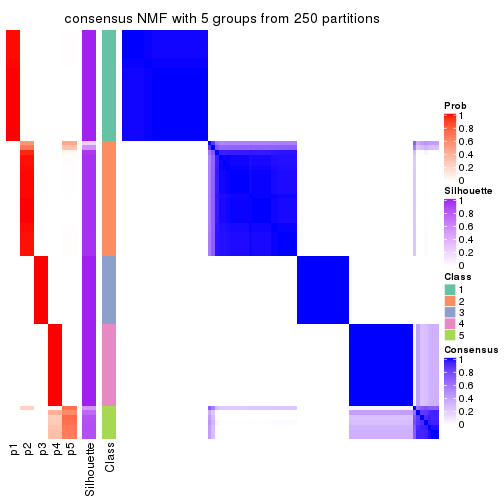 consensus NMF with 5 groups from 250 partitions
Prob
1
0.8
0.6
0.4
0.2
0
Silhouette
1
0.8
0.6
0.4
0.2
0
Class
1
2
3
4
5
Consensus
1
0.8
0.6
0.4
0.2
0
p1
p2
p3
p4
p5
Silhouette
Class